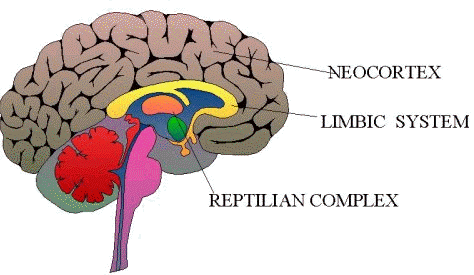 NEOCORTEX
LIMBIC SYSTEM
REPTILIAN COMPLEX